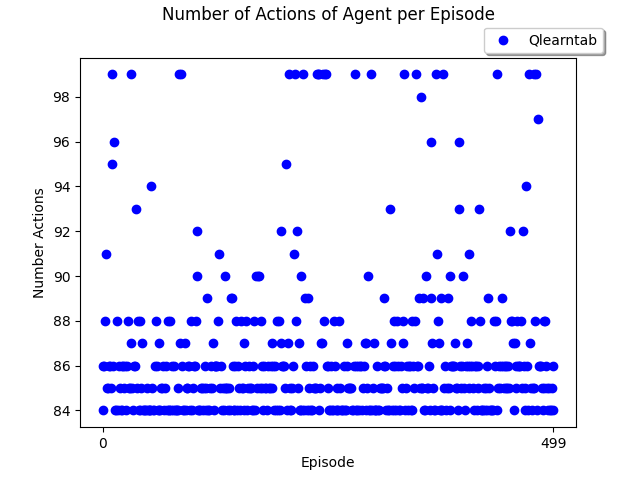 Number of Actions of Agent per Episode
Qlearntab
98
96
94
92
90
88
86
84
Number Actions
0
499
Episode